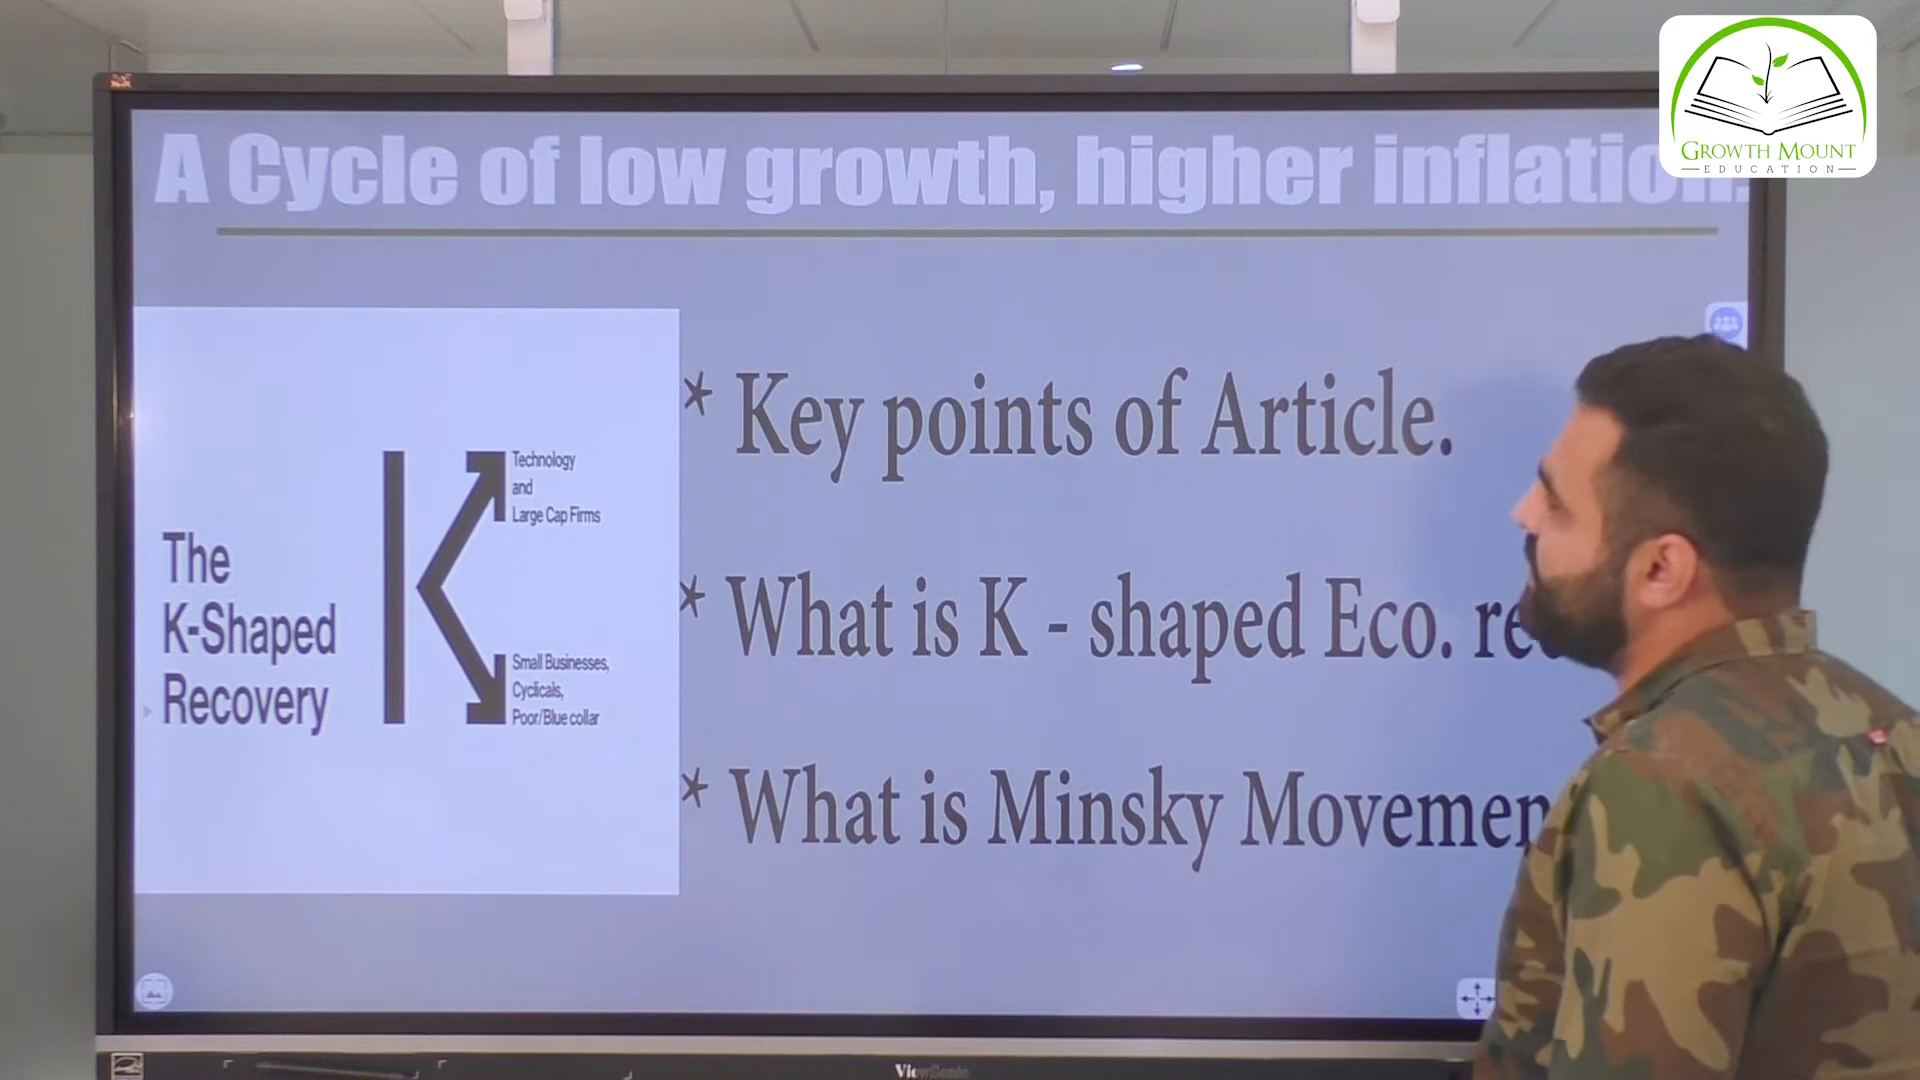 GROWTH MOUNT
EDUCATION
A Cycle of low growth, higher
* Key points of Article.
* What is K - shaped Eco.
* What is Minsky
The
K-Shaped
Recovery
Technology
and
Large Cap Firms
Small Businesses,
Cyclicals,
Poor/Blue collar
ViewSonic